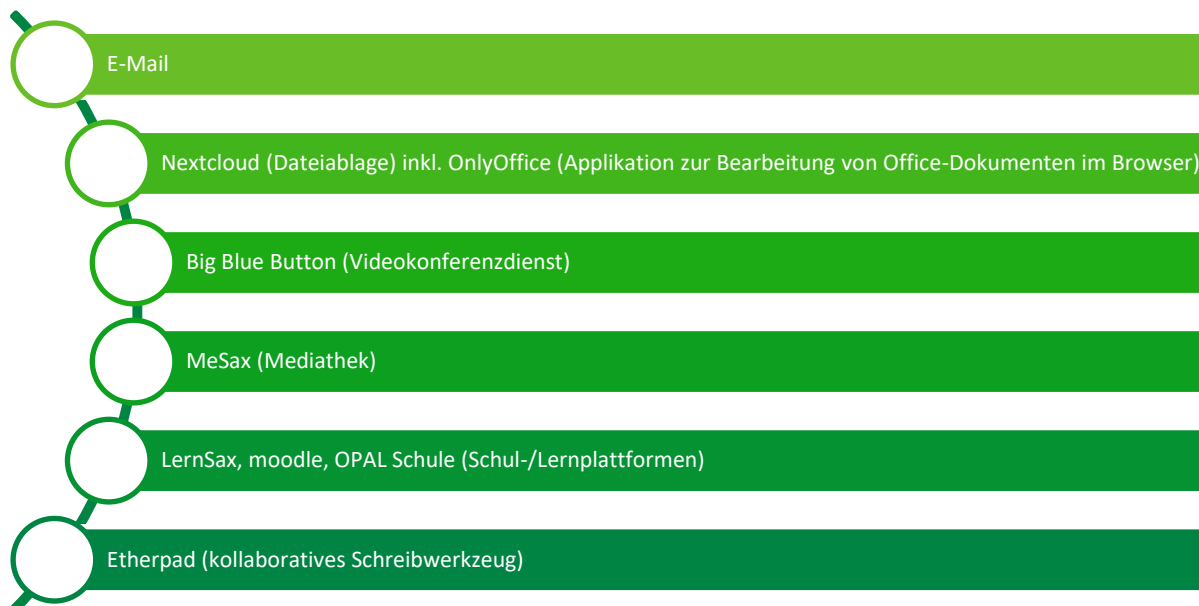 E-Mail
Nextcloud (Dateiablage) inkl. OnlyOffice (Applikation zur Bearbeitung von Office-Dokumenten im Browser)
Big Blue Button (Videokonferenzdienst)
MeSax (Mediathek)
LernSax, moodle, OPAL Schule (Schul-/Lernplattformen)
Etherpad (kollaboratives Schreibwerkzeug)